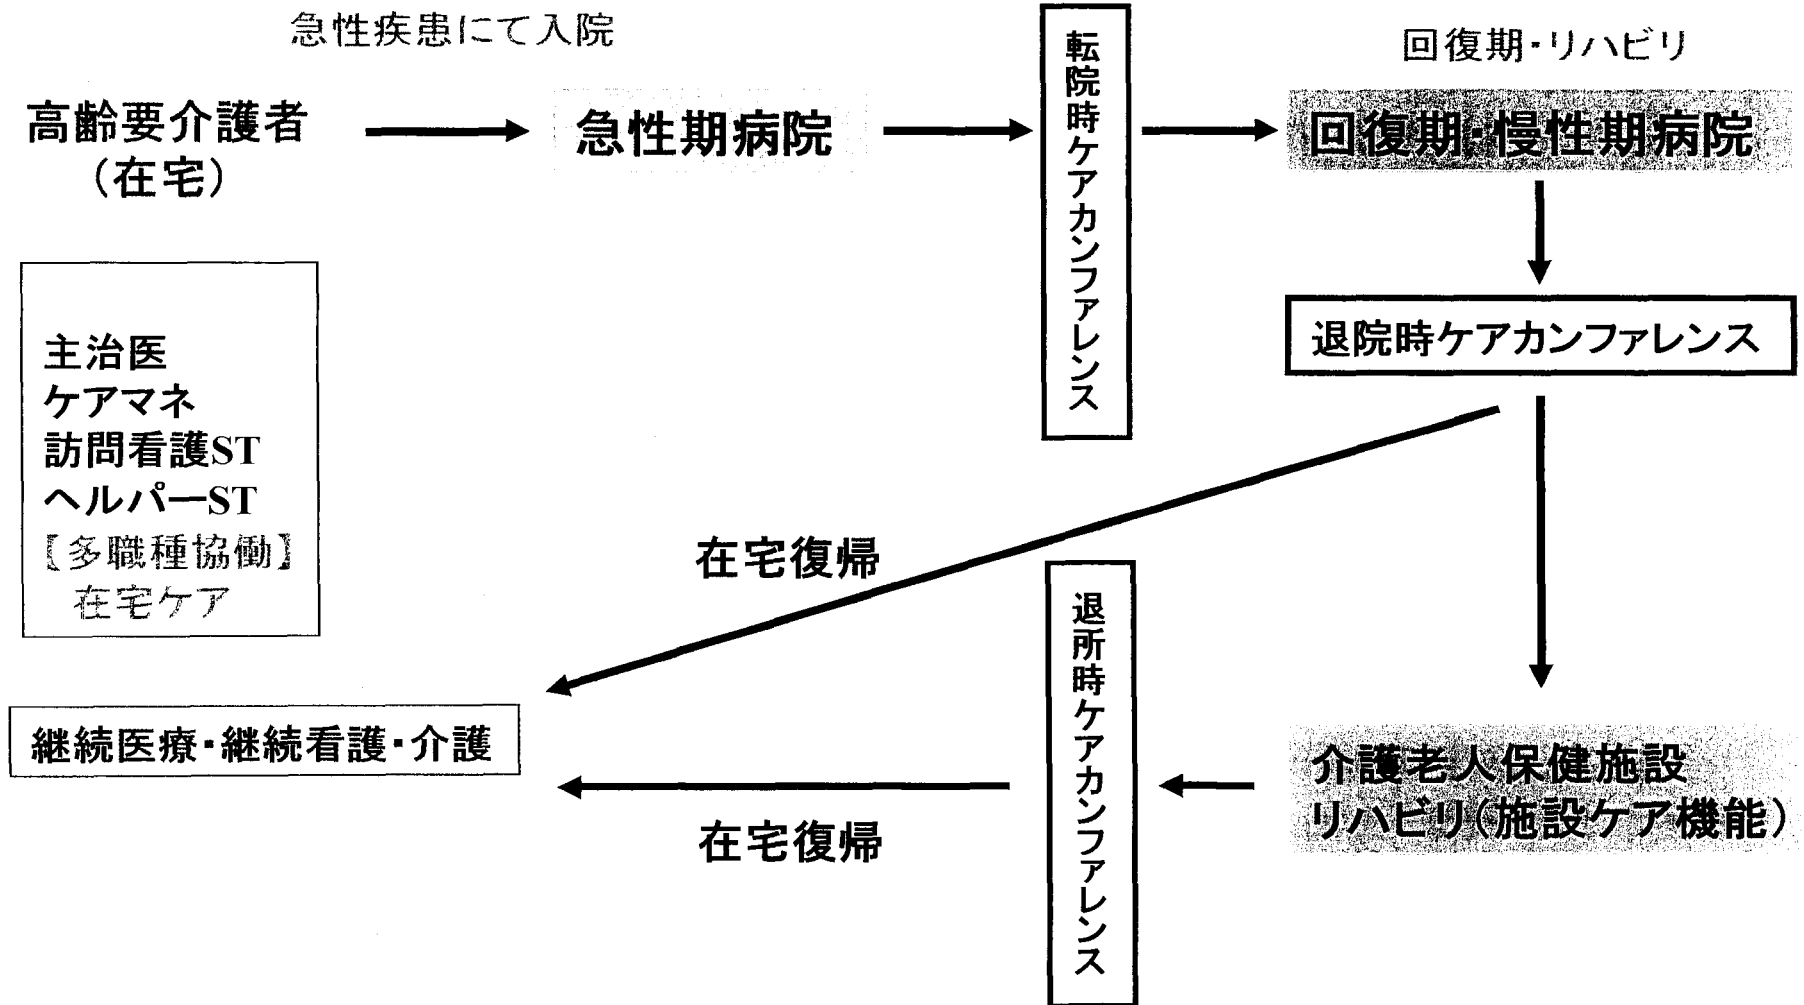 急性疾患にて入院
回復期・リハビリ
高齢要介護者
(在宅)
急性期病院
転院時ケアカンファレンス
回復期・慢性期病院
退院時ケアカンファレンス
主治医
ケアマネ
訪問看護ST
ヘルパーST
【多職種協働】
在宅ケア
在宅復帰
退所時ケアカンファレンス
継続医療・継続看護・介護
介護老人保健施設
リハビリ(施設ケア機能)
在宅復帰